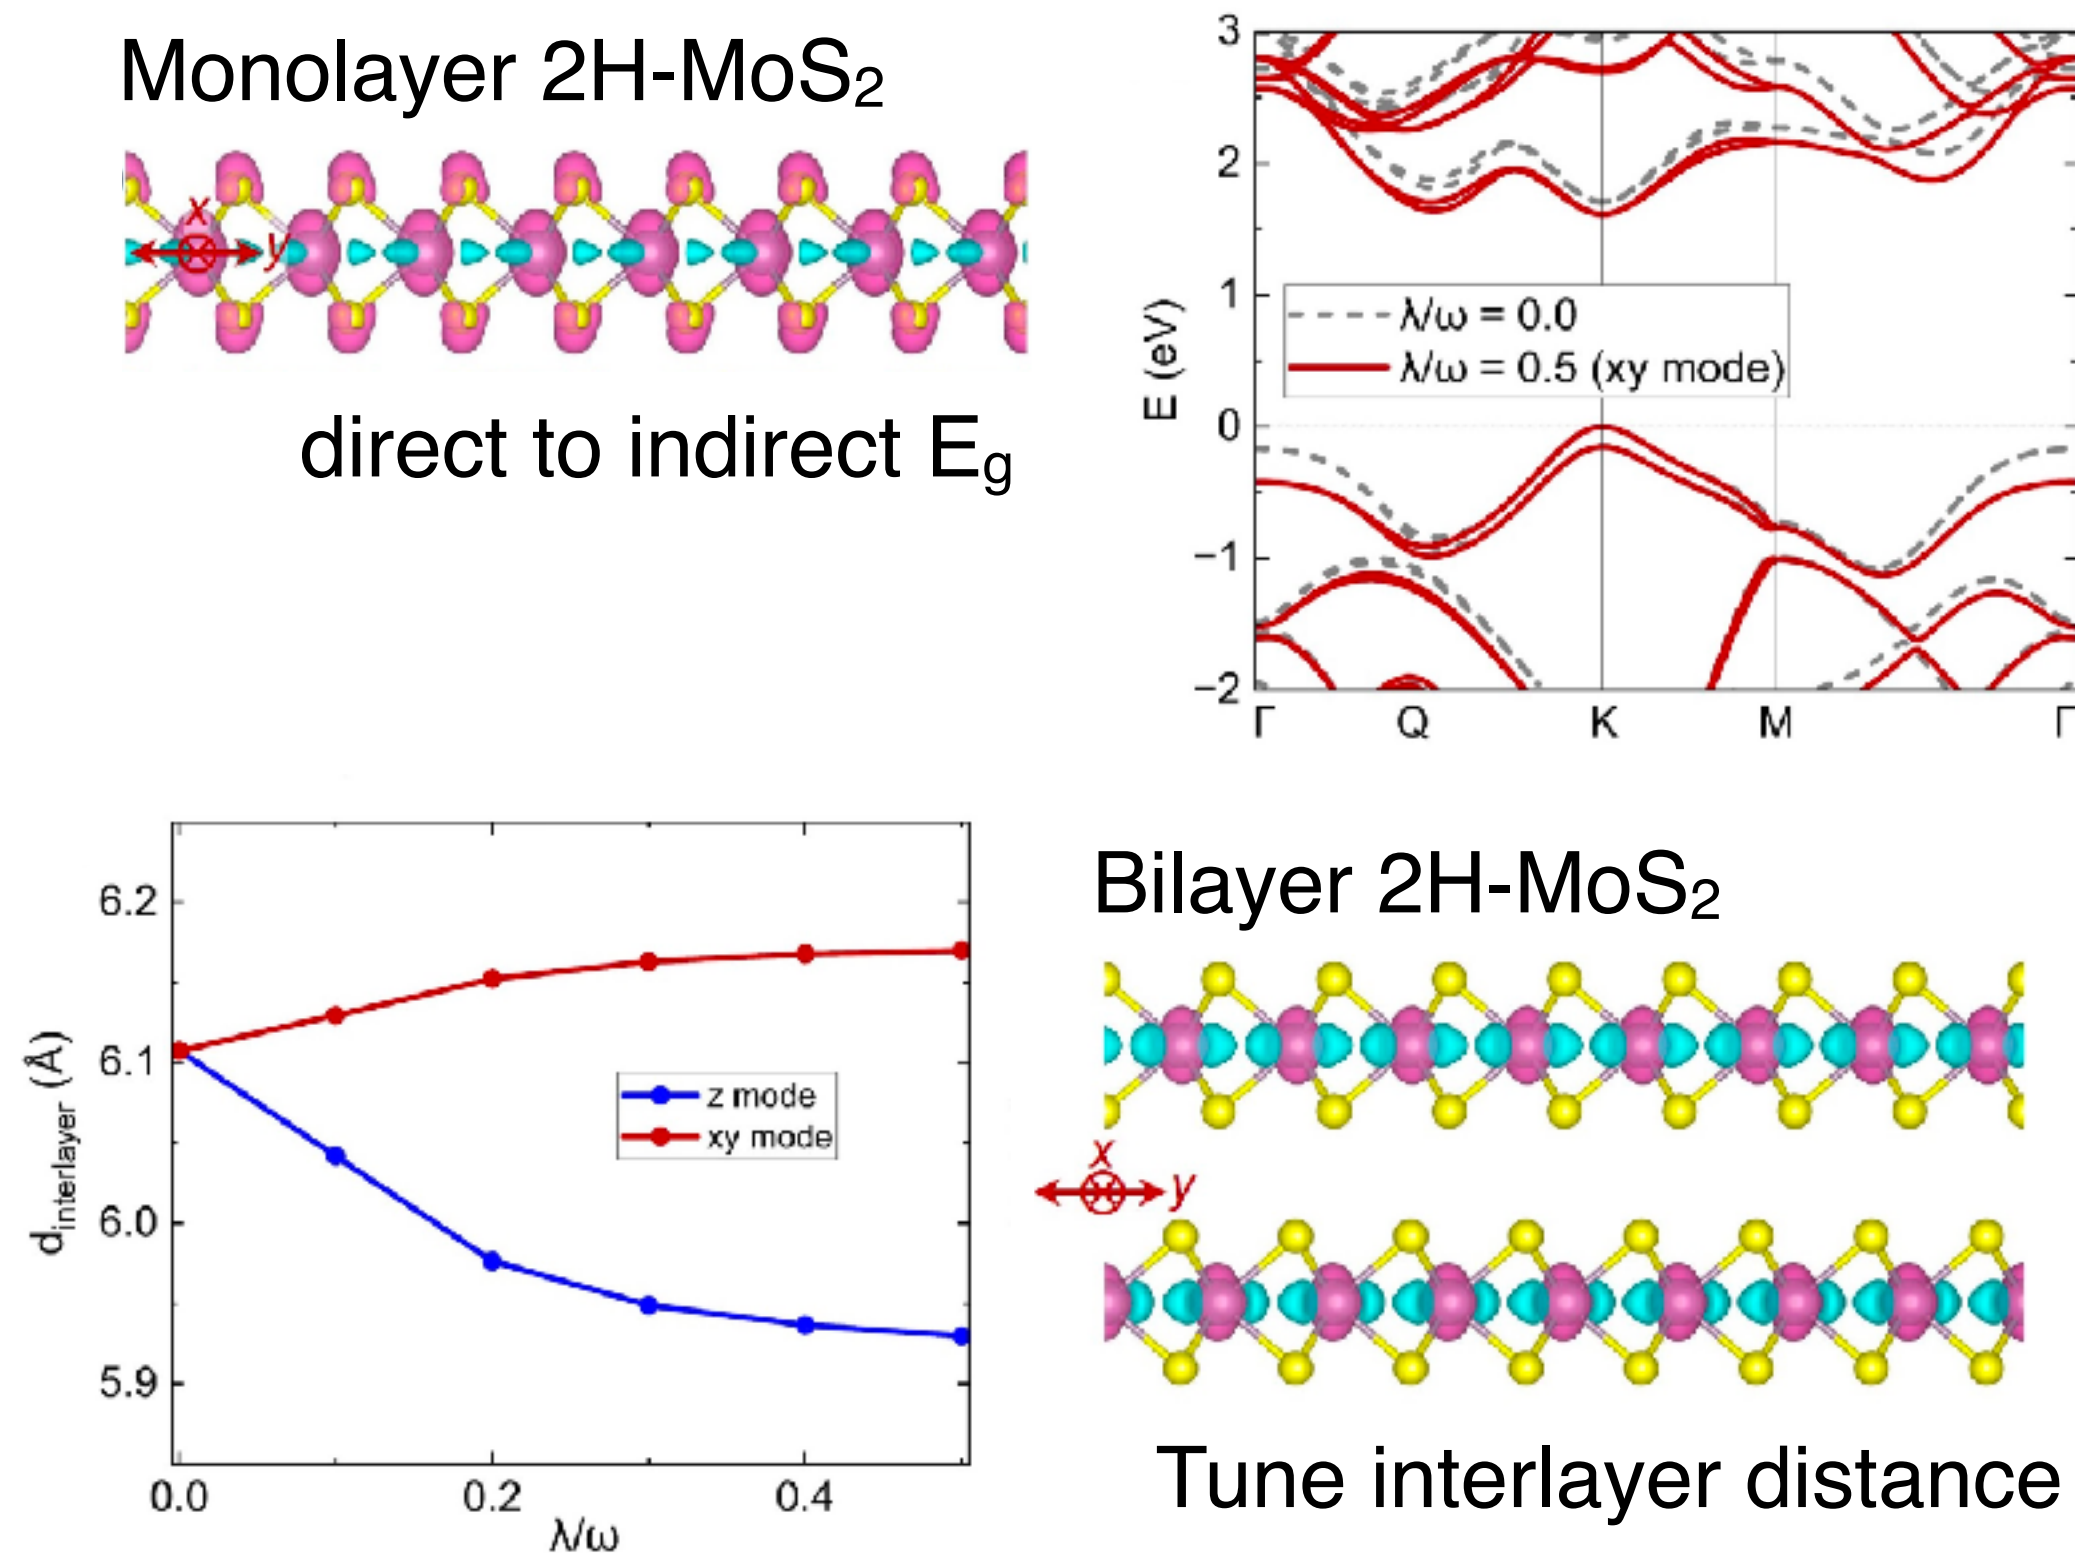 Monolayer 2H-MoS₂
x
y
direct to indirect E_g
3
2
1
0
−1
−2
E (eV)
λ/ω = 0.0
λ/ω = 0.5 (xy mode)
Γ Q K M Γ
6.2
6.1
6.0
5.9
d_interlayer (Å)
z mode
xy mode
0.0 0.2 0.4
λ/ω
Bilayer 2H-MoS₂
x
y
Tune interlayer distance